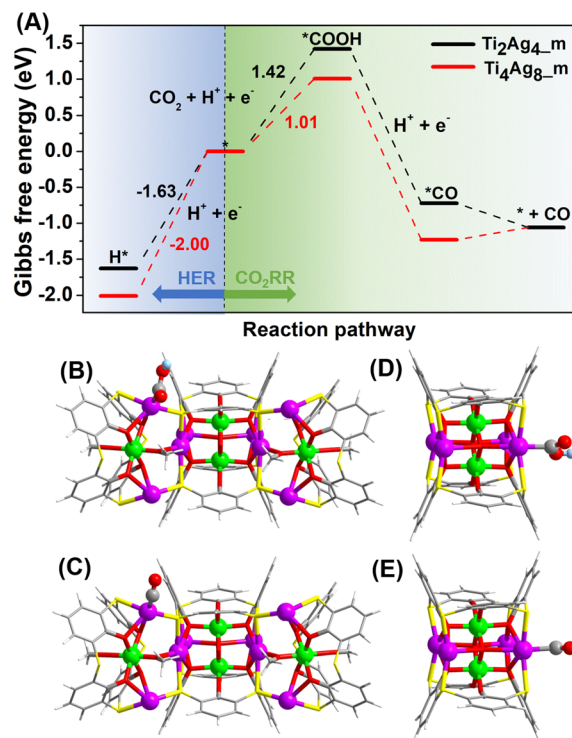 (A)
Gibbs free energy (eV)
1.5
1.0
0.5
0.0
-0.5
-1.0
-1.5
-2.0
*COOH
Ti₂Ag₄_m
Ti₄Ag₈_m
1.42
CO₂ + H⁺ + e⁻
1.01
H⁺ + e⁻
*
-1.63
H⁺ + e⁻
*CO
* + CO
-2.00
H*
HER
CO₂RR
Reaction pathway
(B)
(D)
(C)
(E)